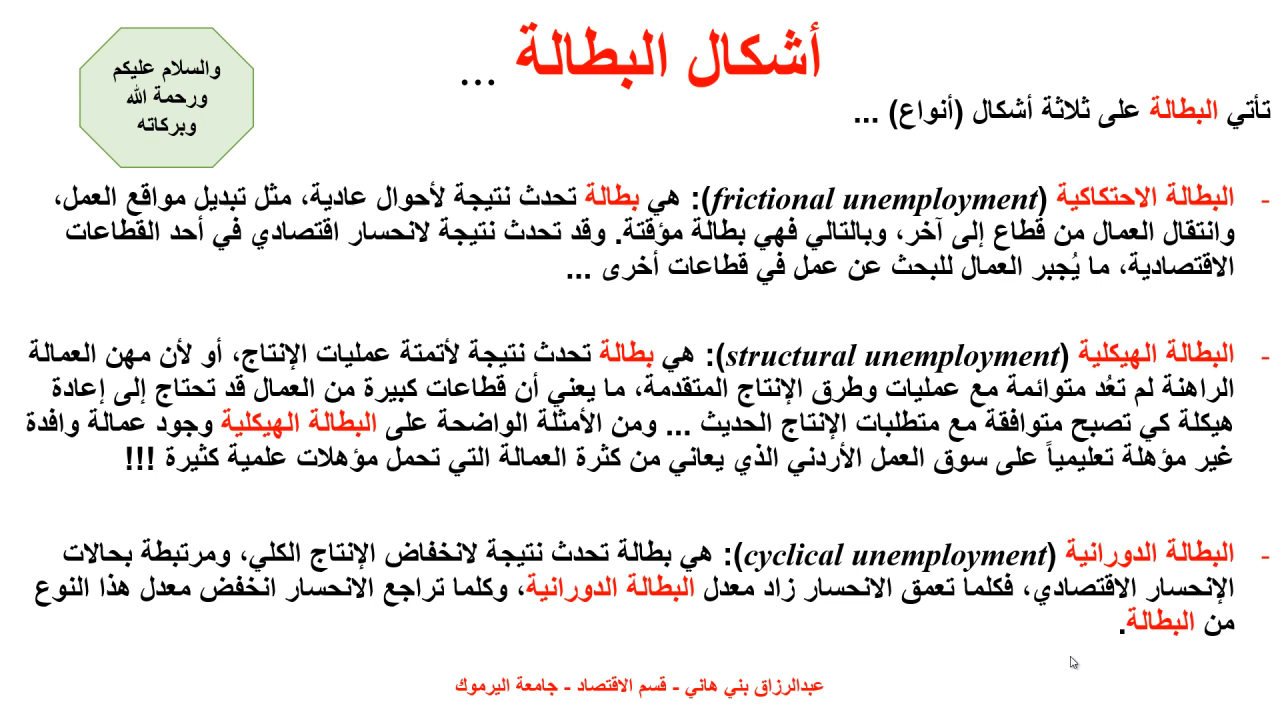 أشكال البطالة ...
والسلام عليكم
ورحمة الله
وبركاته
تأتي البطالة على ثلاثة أشكال (أنواع) ...
- البطالة الاحتكاكية (frictional unemployment): هي بطالة تحدث نتيجة لأحوال عادية، مثل تبديل مواقع العمل،
وانتقال العمال من قطاع إلى آخر، وبالتالي فهي بطالة مؤقتة. وقد تحدث نتيجة لانحسار اقتصادي في أحد القطاعات
الاقتصادية، ما يُجبر العمال للبحث عن عمل في قطاعات أخرى ...
- البطالة الهيكلية (structural unemployment): هي بطالة تحدث نتيجة لأتمتة عمليات الإنتاج، أو لأن مهن العمالة
الراهنة لم تعُد متوائمة مع عمليات وطرق الإنتاج المتقدمة، ما يعني أن قطاعات كبيرة من العمال قد تحتاج إلى إعادة
هيكلة كي تصبح متوافقة مع متطلبات الإنتاج الحديث ... ومن الأمثلة الواضحة على البطالة الهيكلية وجود عمالة وافدة
غير مؤهلة تعليمياً على سوق العمل الأردني الذي يعاني من كثرة العمالة التي تحمل مؤهلات علمية كثيرة !!!
- البطالة الدورانية (cyclical unemployment): هي بطالة تحدث نتيجة لانخفاض الإنتاج الكلي، ومرتبطة بحالات
الإنحسار الاقتصادي، فكلما تعمق الانحسار زاد معدل البطالة الدورانية، وكلما تراجع الانحسار انخفض معدل هذا النوع
من البطالة.
عبدالرزاق بني هاني - قسم الاقتصاد - جامعة اليرموك